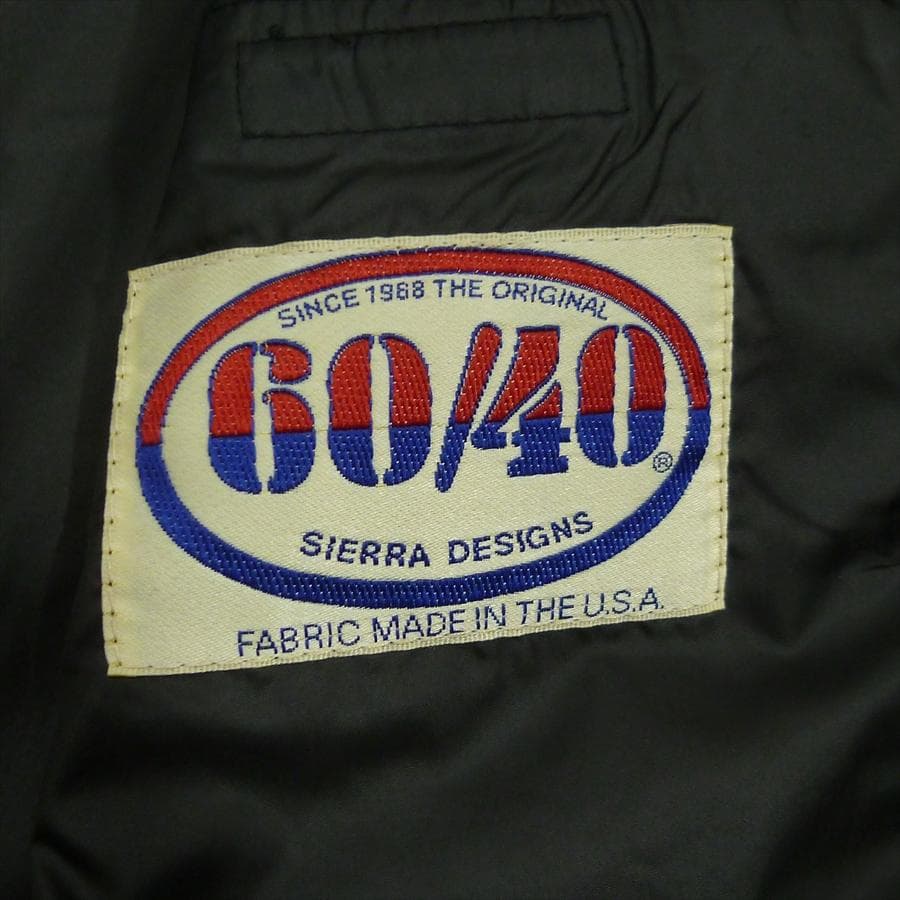 SINCE 1968 THE ORIGINAL
60/40®
SIERRA DESIGNS
FABRIC MADE IN THE U.S.A.